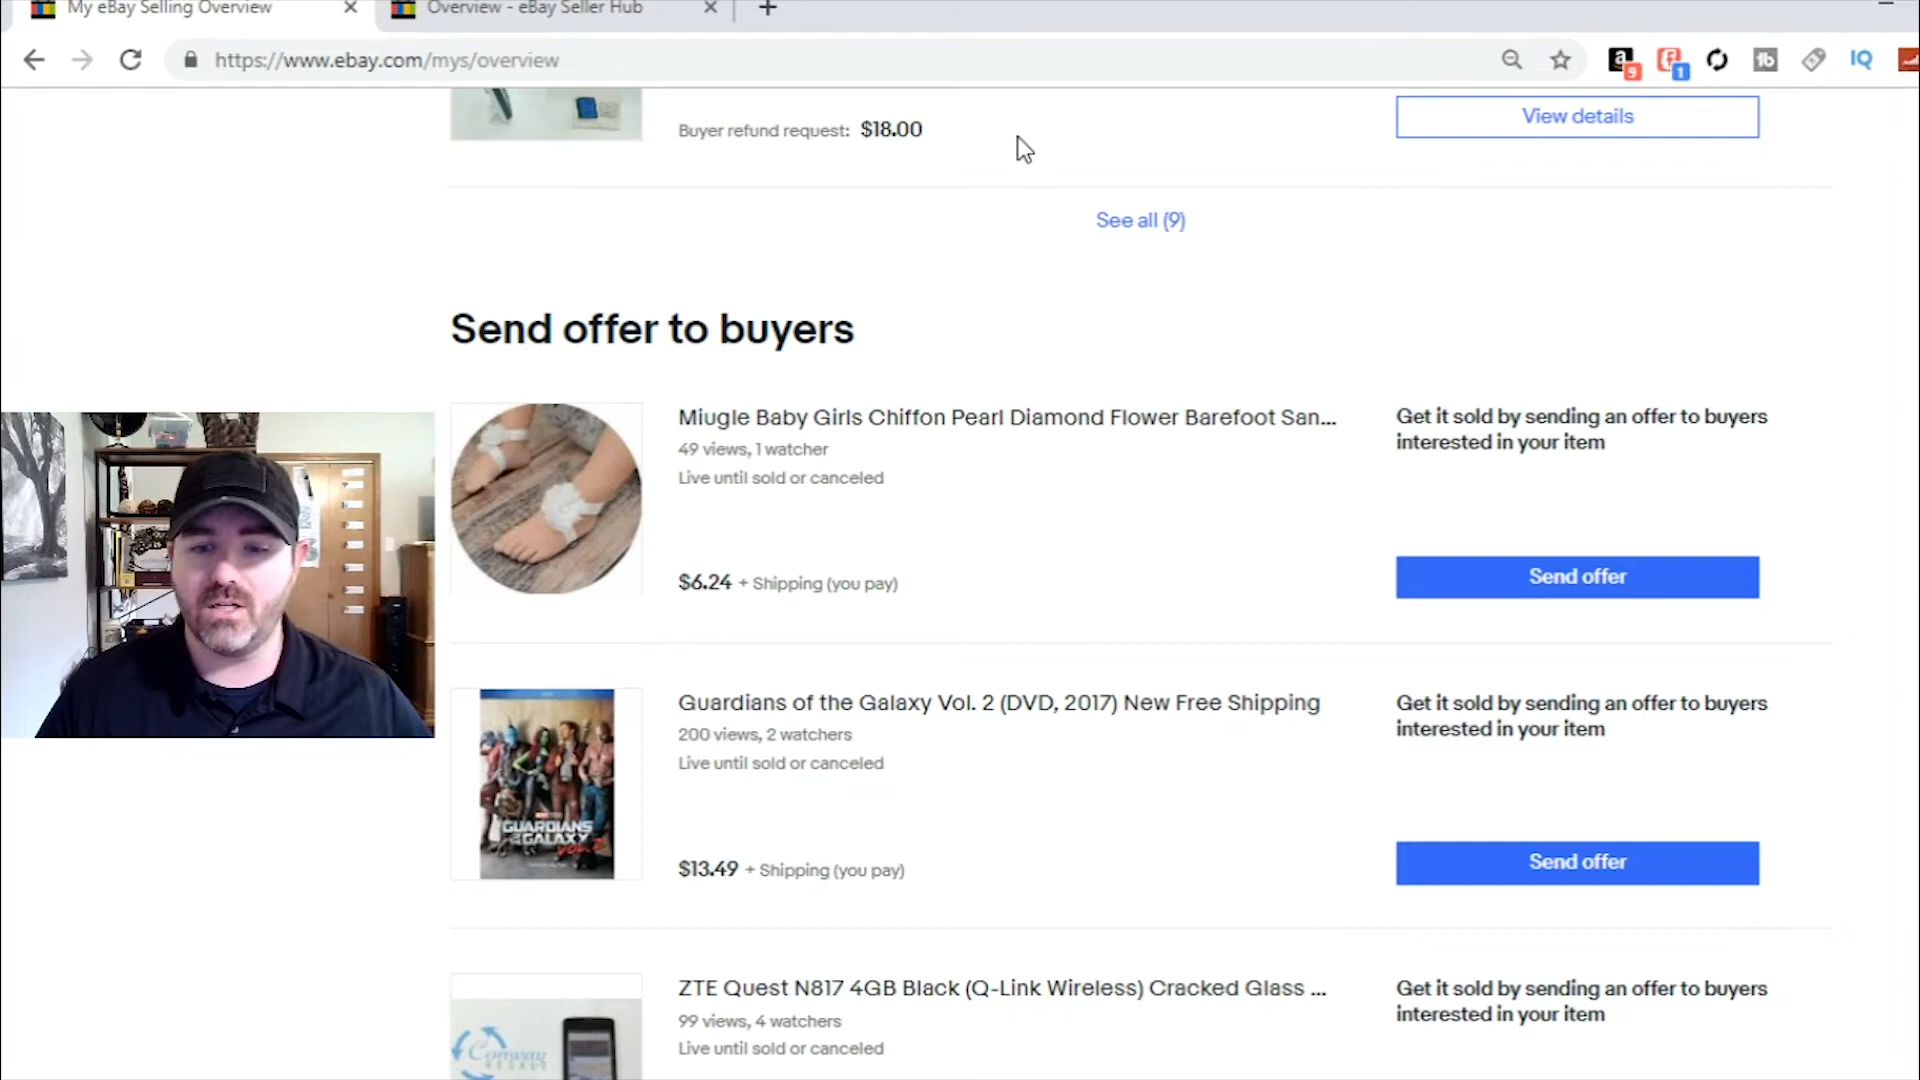 My eBay Selling Overview
Overview - eBay Seller Hub
https://www.ebay.com/mys/overview
9
1
IQ
Buyer refund request: $18.00
View details
See all (9)
Send offer to buyers
Miugle Baby Girls Chiffon Pearl Diamond Flower Barefoot San...
49 views, 1 watcher
Live until sold or canceled
$6.24 + Shipping (you pay)
Get it sold by sending an offer to buyers
interested in your item
Send offer
GUARDIANS
GALAXY
Guardians of the Galaxy Vol. 2 (DVD, 2017) New Free Shipping
200 views, 2 watchers
Live until sold or canceled
$13.49 + Shipping (you pay)
Get it sold by sending an offer to buyers
interested in your item
Send offer
Conway
RESALE
ZTE Quest N817 4GB Black (Q-Link Wireless) Cracked Glass ...
99 views, 4 watchers
Live until sold or canceled
Get it sold by sending an offer to buyers
interested in your item